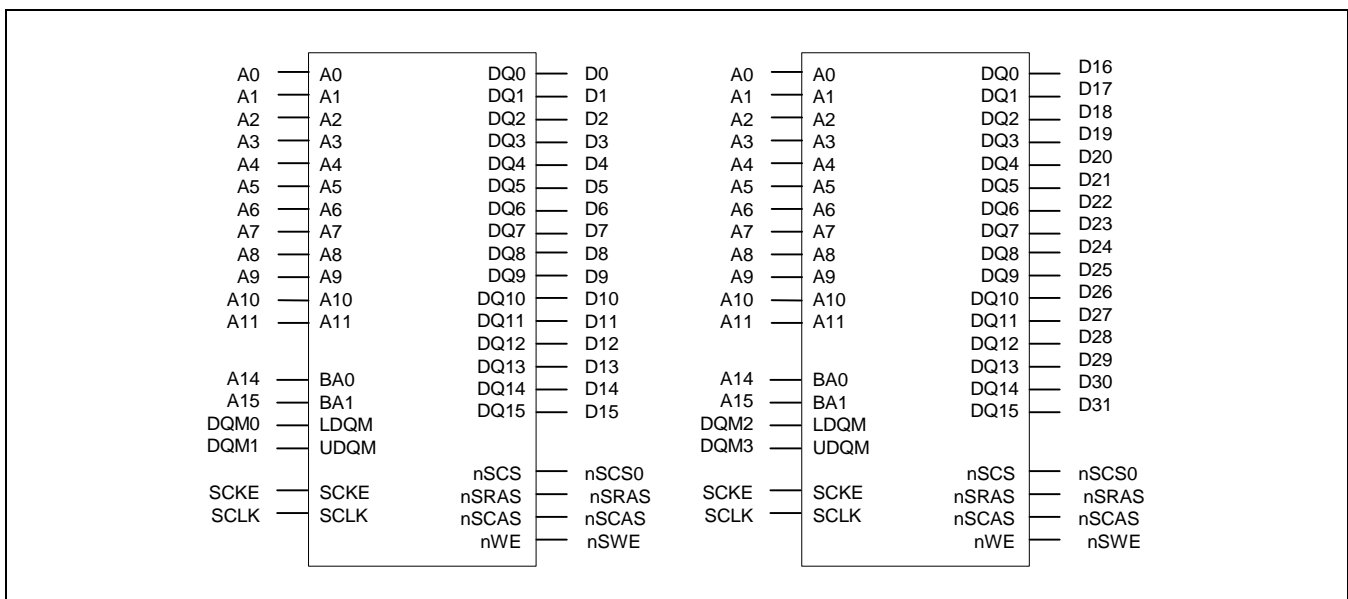 A0 A0 DQ0 D0 A0 A0 DQ0 D16
A1 A1 DQ1 D1 A1 A1 DQ1 D17
A2 A2 DQ2 D2 A2 A2 DQ2 D18
A3 A3 DQ3 D3 A3 A3 DQ3 D19
A4 A4 DQ4 D4 A4 A4 DQ4 D20
A5 A5 DQ5 D5 A5 A5 DQ5 D21
A6 A6 DQ6 D6 A6 A6 DQ6 D22
A7 A7 DQ7 D7 A7 A7 DQ7 D23
A8 A8 DQ8 D8 A8 A8 DQ8 D24
A9 A9 DQ9 D9 A9 A9 DQ9 D25
A10 A10 DQ10 D10 A10 A10 DQ10 D26
A11 A11 DQ11 D11 A11 A11 DQ11 D27
DQ12 D12 DQ12 D28
DQ13 D13 DQ13 D29
A14 BA0 DQ14 D14 A14 BA0 DQ14 D30
A15 BA1 DQ15 D15 A15 BA1 DQ15 D31
DQM0 LDQM DQM2 LDQM
DQM1 UDQM DQM3 UDQM
nSCS nSCS0 nSCS nSCS0
SCKE SCKE nSRAS nSRAS SCKE SCKE nSRAS nSRAS
SCLK SCLK nSCAS nSCAS SCLK SCLK nSCAS nSCAS
nWE nSWE nWE nSWE